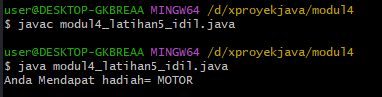 user@DESKTOP-GKBREAA MINGW64 /d/xproyekjava/modul4
$ javac modul4_latihan5_idil.java
user@DESKTOP-GKBREAA MINGW64 /d/xproyekjava/modul4
$ java modul4_latihan5_idil.java
Anda Mendapat hadiah= MOTOR